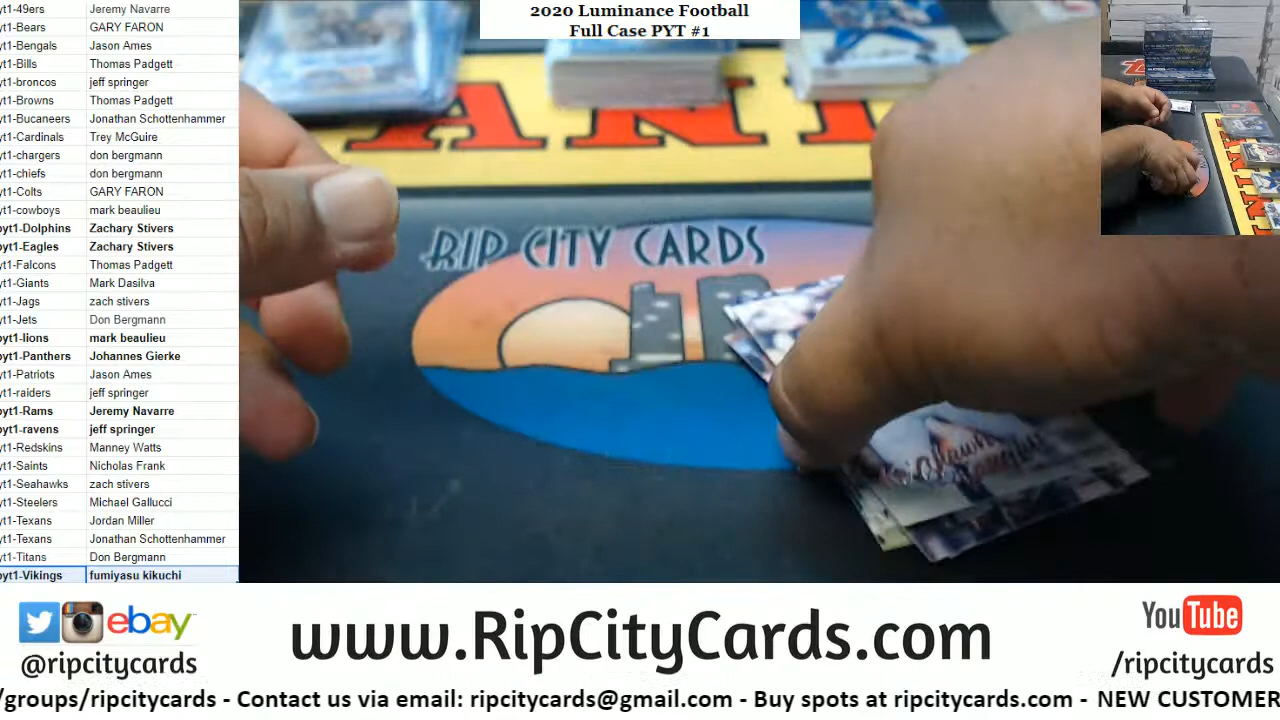 2020 Luminance Football
Full Case PYT #1
yt1-49ers Jeremy Navarre
yt1-Bears GARY FARON
yt1-Bengals Jason Ames
yt1-Bills Thomas Padgett
yt1-broncos jeff springer
yt1-Browns Thomas Padgett
yt1-Bucaneers Jonathan Schottenhammer
yt1-Cardinals Trey McGuire
yt1-chargers don bergmann
yt1-chiefs don bergmann
yt1-Colts GARY FARON
yt1-cowboys mark beaulieu
pyt1-Dolphins Zachary Stivers
pyt1-Eagles Zachary Stivers
yt1-Falcons Thomas Padgett
yt1-Giants Mark Dasilva
yt1-Jags zach stivers
yt1-Jets Don Bergmann
pyt1-lions mark beaulieu
pyt1-Panthers Johannes Gierke
yt1-Patriots Jason Ames
yt1-raiders jeff springer
pyt1-Rams Jeremy Navarre
pyt1-ravens jeff springer
yt1-Redskins Manney Watts
yt1-Saints Nicholas Frank
yt1-Seahawks zach stivers
yt1-Steelers Michael Gallucci
yt1-Texans Jordan Miller
yt1-Texans Jonathan Schottenhammer
yt1-Titans Don Bergmann
pyt1-Vikings fumiyasu kikuchi
ANINI
RIP CITY CARDS
ebay
@ripcitycards
www.RipCityCards.com
YouTube
/ripcitycards
/groups/ripcitycards - Contact us via email: ripcitycards@gmail.com - Buy spots at ripcitycards.com - NEW CUSTOMER